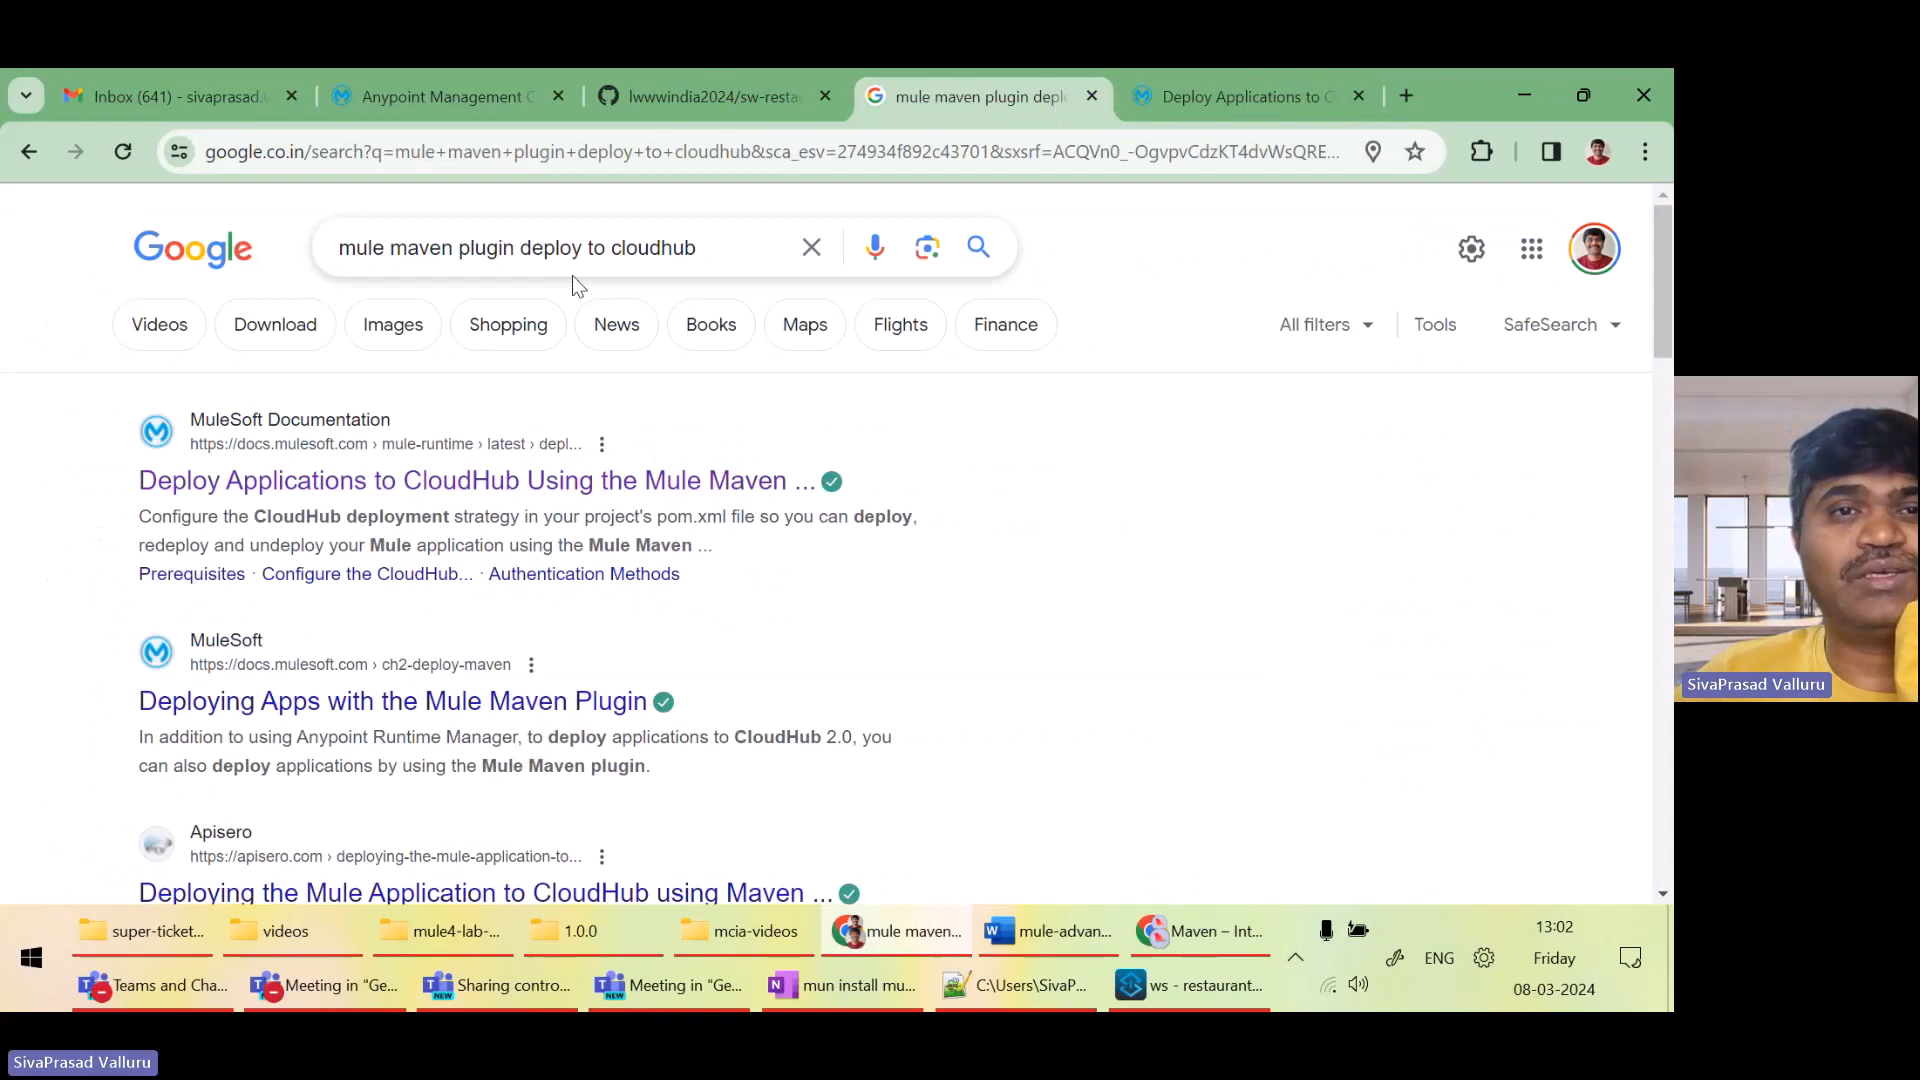 Inbox (641) - sivaprasad.v
Anypoint Management C
lwwwindia2024/sw-resta
mule maven plugin depl
Deploy Applications to C
google.co.in/search?q=mule+maven+plugin+deploy+to+cloudhub&sca_esv=274934f892c43701&sxsrf=ACQVn0_-OgvpvCdzKT4dvWsQRE...
Google
mule maven plugin deploy to cloudhub
Videos
Download
Images
Shopping
News
Books
Maps
Flights
Finance
All filters
Tools
SafeSearch
MuleSoft Documentation
https://docs.mulesoft.com › mule-runtime › latest › depl...
Deploy Applications to CloudHub Using the Mule Maven ...
Configure the CloudHub deployment strategy in your project's pom.xml file so you can deploy,
redeploy and undeploy your Mule application using the Mule Maven ...
Prerequisites · Configure the CloudHub... · Authentication Methods
MuleSoft
https://docs.mulesoft.com › ch2-deploy-maven
Deploying Apps with the Mule Maven Plugin
In addition to using Anypoint Runtime Manager, to deploy applications to CloudHub 2.0, you
can also deploy applications by using the Mule Maven plugin.
Apisero
https://apisero.com › deploying-the-mule-application-to...
Deploying the Mule Application to CloudHub using Maven ...
SivaPrasad Valluru
super-ticket...
videos
mule4-lab-...
1.0.0
mcia-videos
mule maven...
mule-advan...
Maven – Int...
Teams and Cha...
Meeting in "Ge...
Sharing contro...
Meeting in "Ge...
mun install mu...
C:\Users\SivaP...
ws - restaurant...
ENG
13:02
Friday
08-03-2024
SivaPrasad Valluru